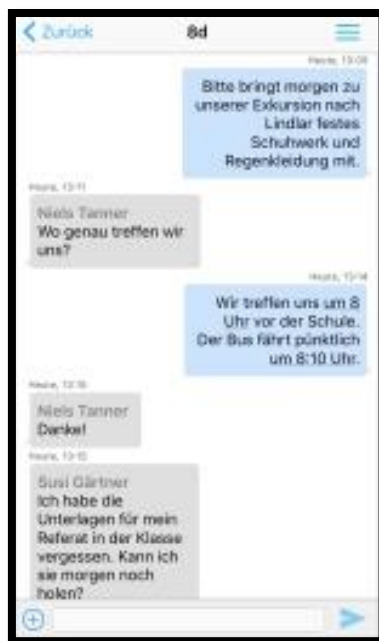 Zurück 8d
Heute, 13:09
Bitte bringt morgen zu
unserer Exkursion nach
Lindlar festes
Schuhwerk und
Regenkleidung mit.
Heute, 13:11
Niels Tanner
Wo genau treffen wir
uns?
Heute, 13:14
Wir treffen uns um 8
Uhr vor der Schule.
Der Bus fährt pünktlich
um 8:10 Uhr.
Heute,
Niels Tanner
Danke!
Heute, 13:15
Susi Gärtner
Ich habe die
Unterlagen für mein
Referat in der Klasse
vergessen. Kann ich
sie morgen noch
holen?